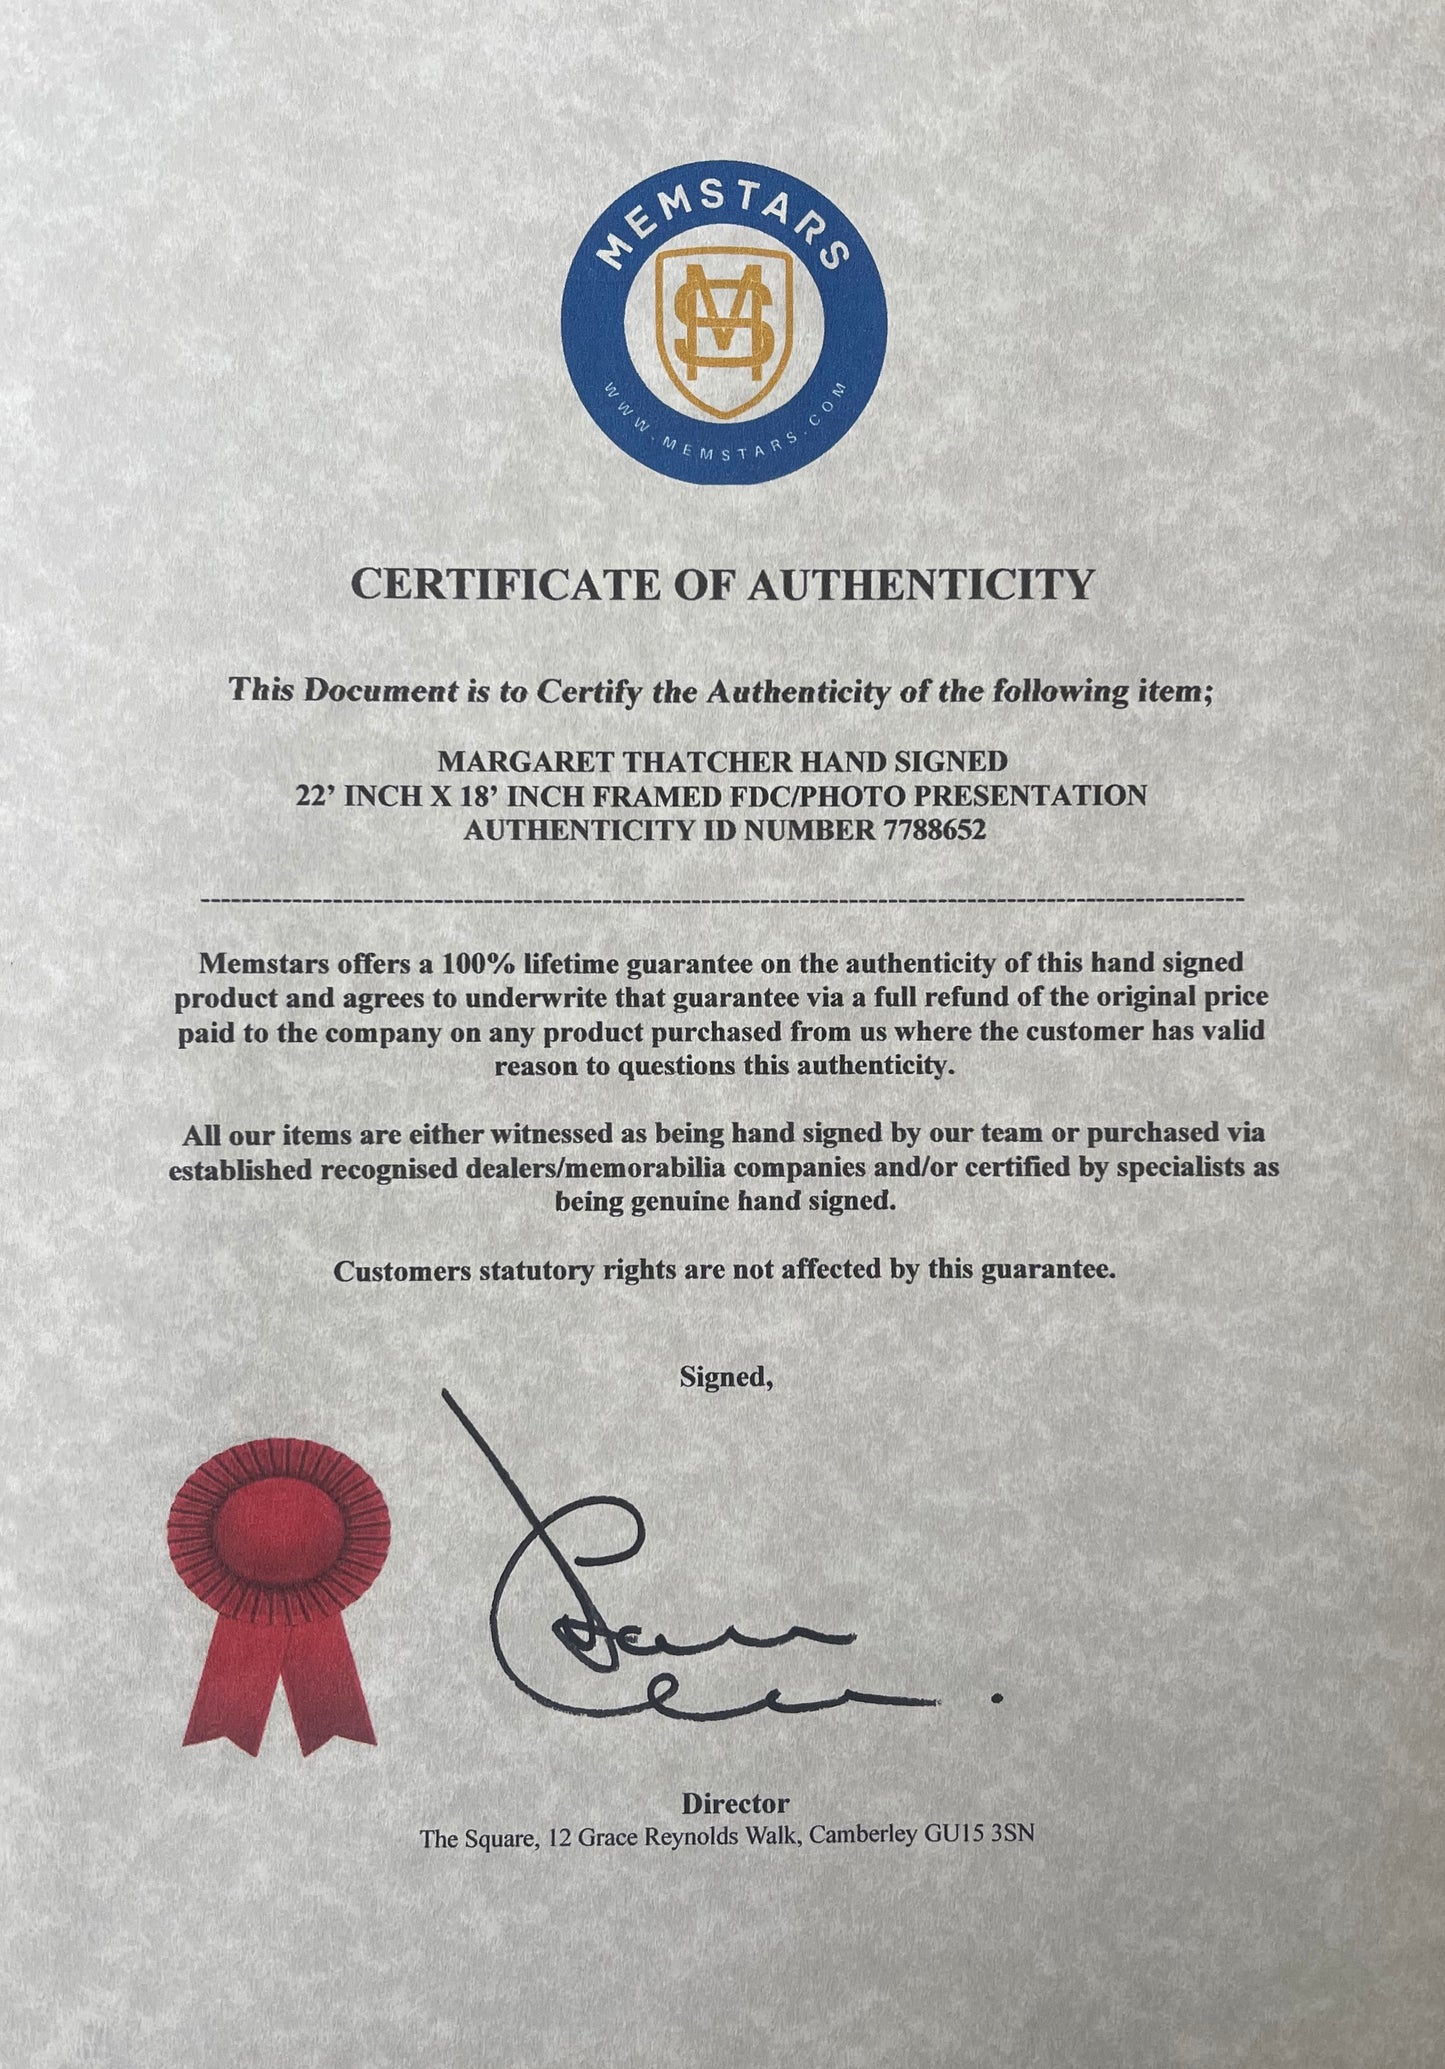 MEMSTARS
WWW.MEMSTARS.COM
CERTIFICATE OF AUTHENTICITY
This Document is to Certify the Authenticity of the following item;
MARGARET THATCHER HAND SIGNED
22’ INCH X 18’ INCH FRAMED FDC/PHOTO PRESENTATION
AUTHENTICITY ID NUMBER 7788652
Memstars offers a 100% lifetime guarantee on the authenticity of this hand signed
product and agrees to underwrite that guarantee via a full refund of the original price
paid to the company on any product purchased from us where the customer has valid
reason to questions this authenticity.
All our items are either witnessed as being hand signed by our team or purchased via
established recognised dealers/memorabilia companies and/or certified by specialists as
being genuine hand signed.
Customers statutory rights are not affected by this guarantee.
Signed,
Director
The Square, 12 Grace Reynolds Walk, Camberley GU15 3SN